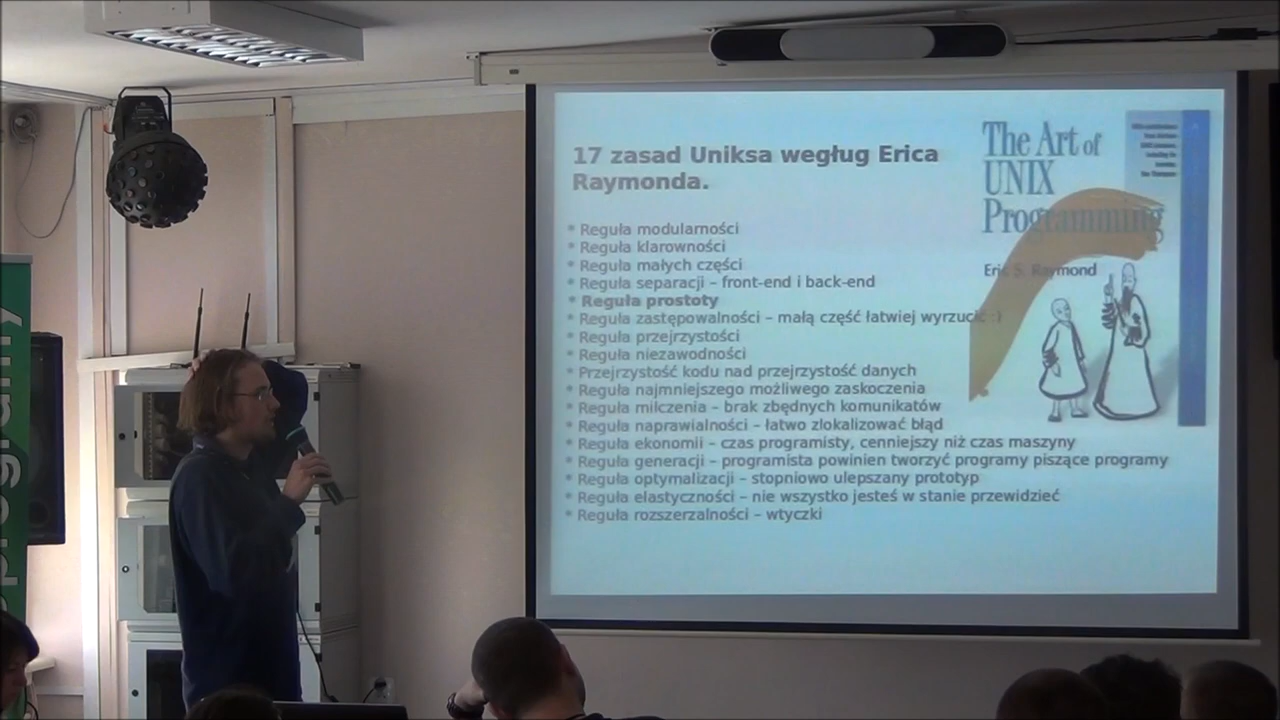 17 zasad Uniksa wegług Erica
Raymonda.
* Reguła modularności
* Reguła klarowności
* Reguła małych części
* Reguła separacji – front-end i back-end
* Reguła prostoty
* Reguła zastępowalności – małą część łatwiej wyrzucić :)
* Reguła przejrzystości
* Reguła niezawodności
* Przejrzystość kodu nad przejrzystość danych
* Reguła najmniejszego możliwego zaskoczenia
* Reguła milczenia – brak zbędnych komunikatów
* Reguła naprawialności – łatwo zlokalizować błąd
* Reguła ekonomii – czas programisty, cenniejszy niż czas maszyny
* Reguła generacji – programista powinien tworzyć programy piszące programy
* Reguła optymalizacji – stopniowo ulepszany prototyp
* Reguła elastyczności – nie wszystko jesteś w stanie przewidzieć
* Reguła rozszerzalności – wtyczki
The Art of
UNIX
Programming
Eric S. Raymond
programy